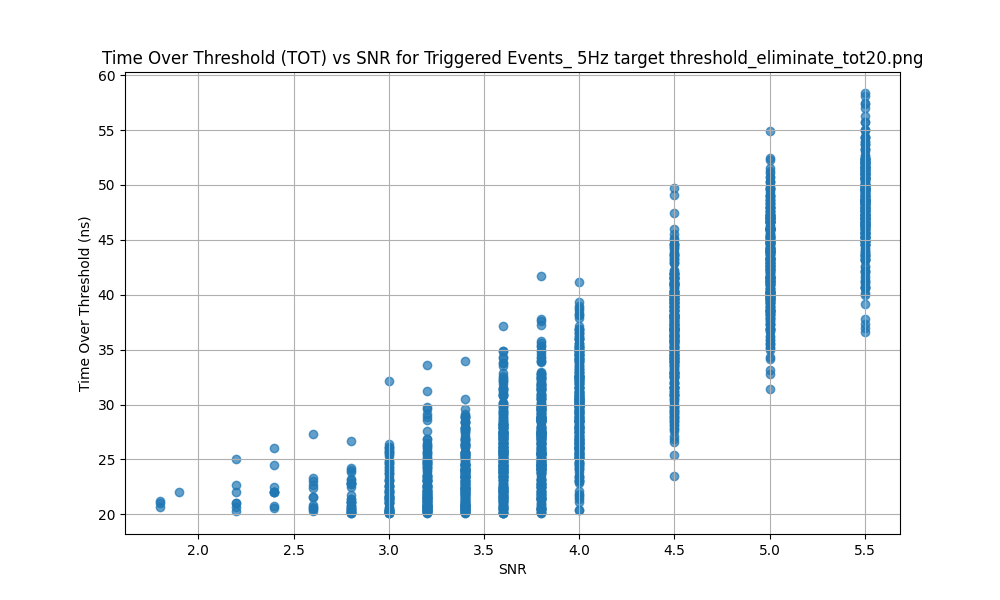 Time Over Threshold (TOT) vs SNR for Triggered Events_ 5Hz target threshold_eliminate_tot20.png
60
55
50
45
40
35
30
25
20
Time Over Threshold (ns)
2.0 2.5 3.0 3.5 4.0 4.5 5.0 5.5
SNR